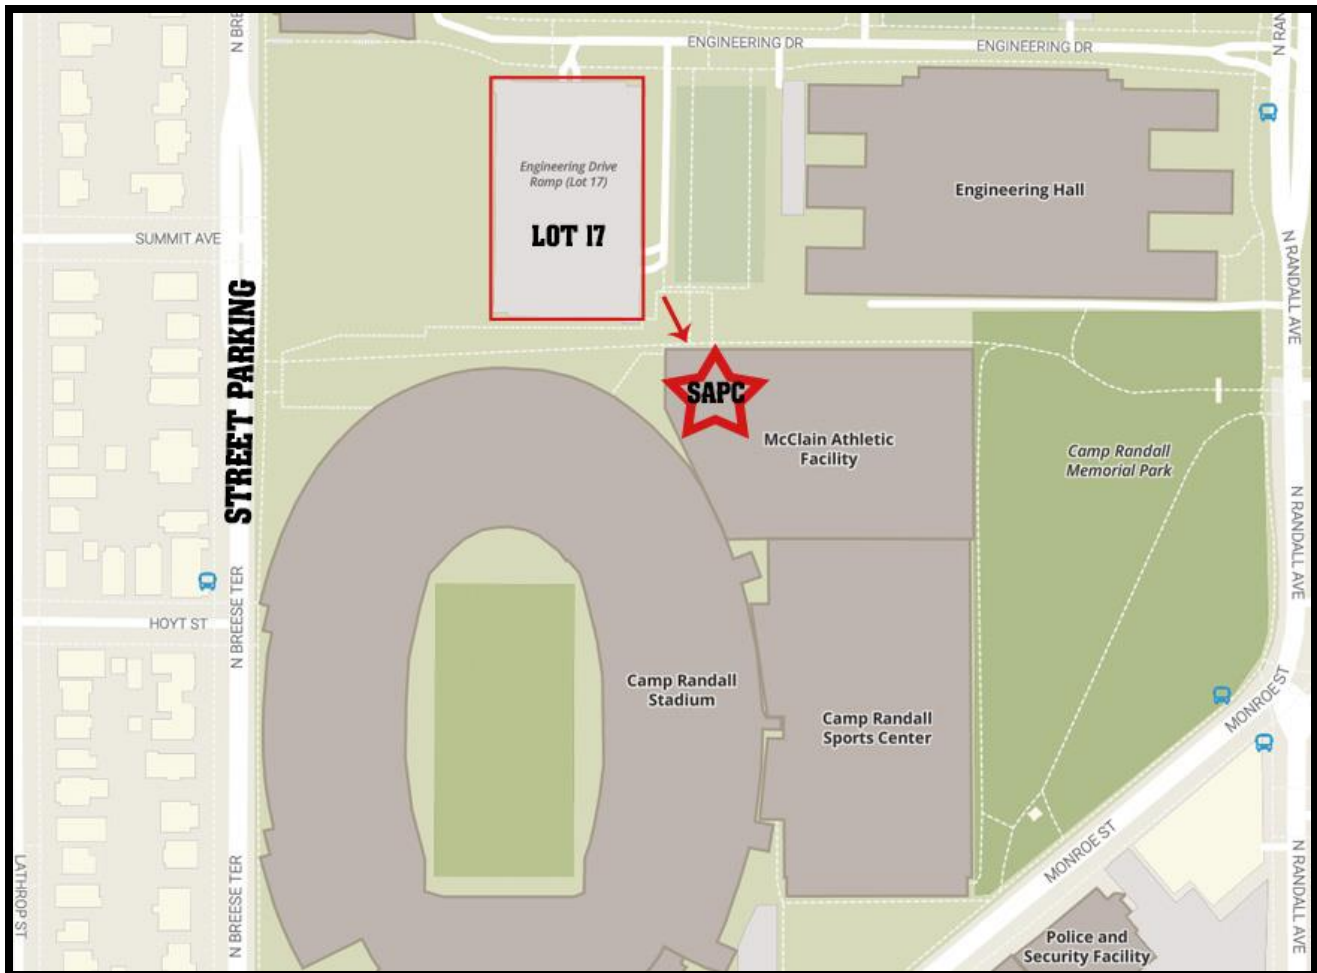 N BRE
ENGINEERING DR
ENGINEERING DR
N RAN
Engineering Drive
Ramp (Lot 17)
LOT 17
Engineering Hall
SUMMIT AVE
N RANDALL AVE
STREET PARKING
SAPC
McClain Athletic
Facility
Camp Randall
Memorial Park
N RANDALL AVE
N BREESE TER
HOYT ST
Camp Randall
Stadium
Camp Randall
Sports Center
MONROE ST
MONROE ST
LATHROP ST
N BREESE TER
N RANDALL AVE
Police and
Security Facility